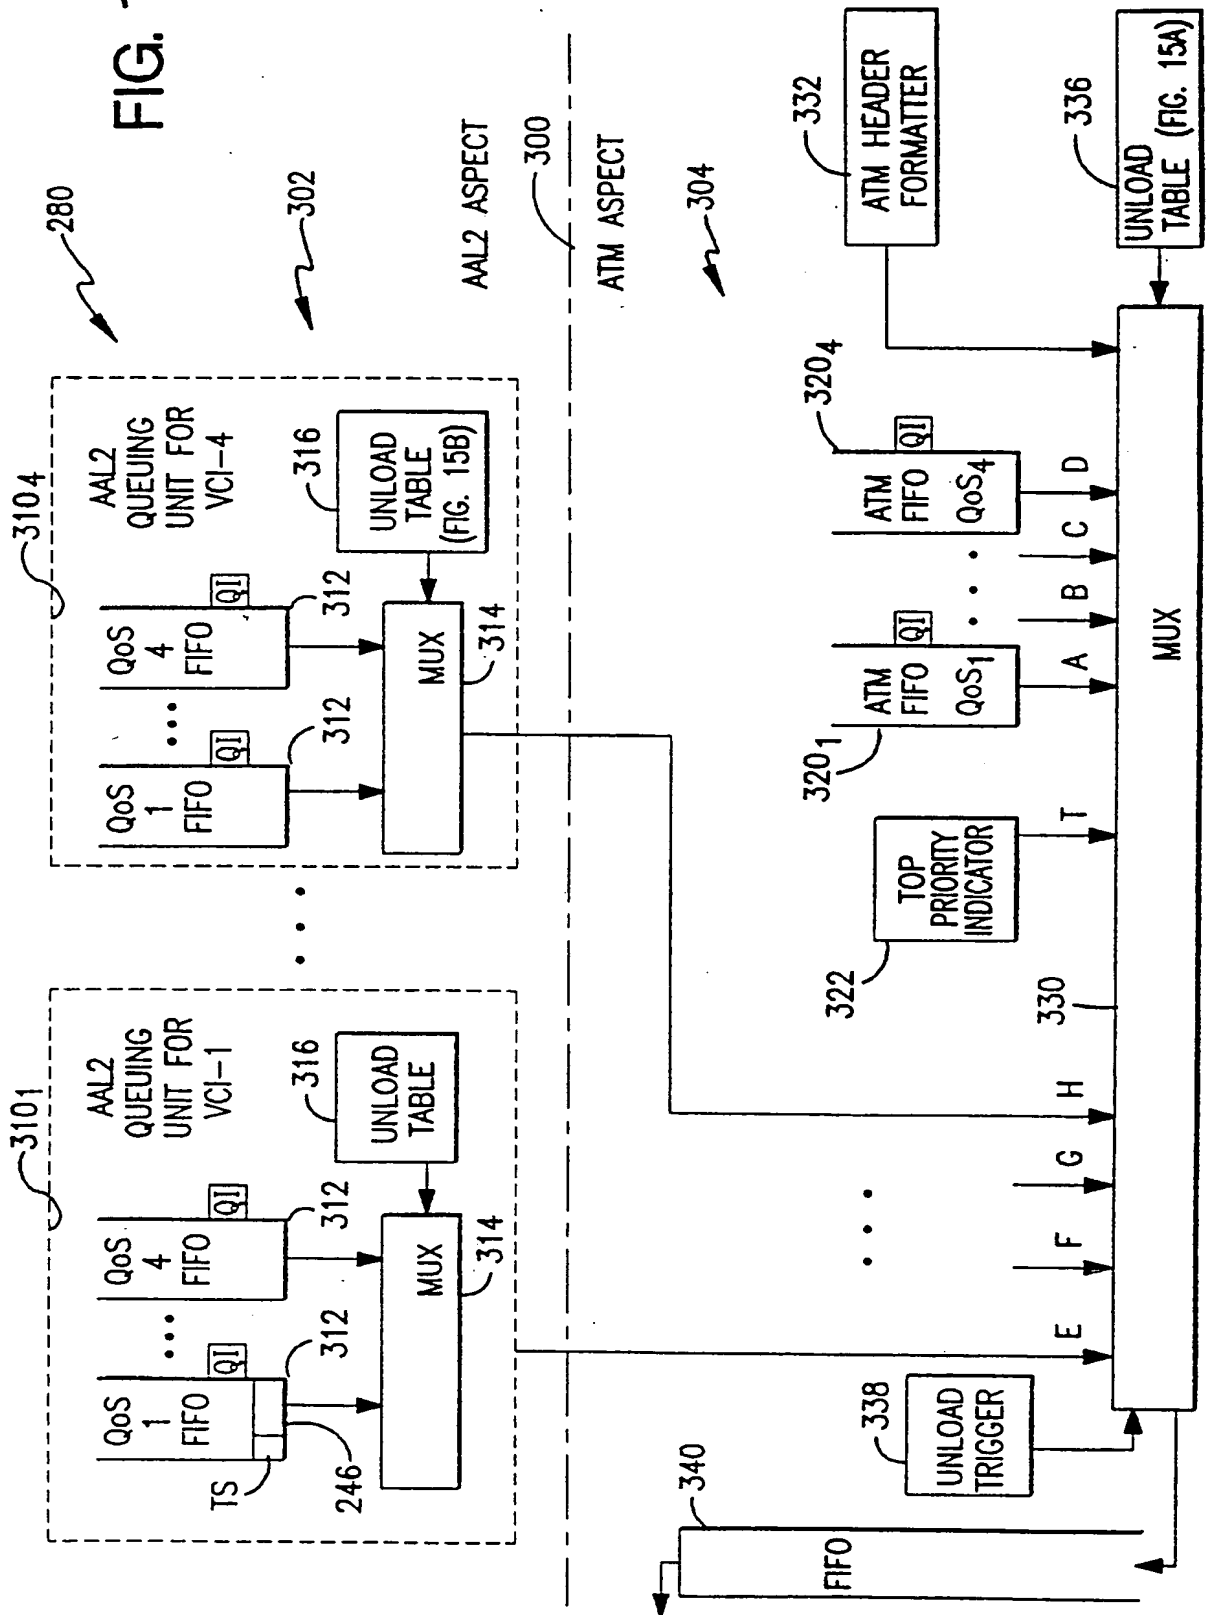 FIG.
280
302
AAL2 ASPECT
300
ATM ASPECT
304
310₁
AAL2
QUEUING
UNIT FOR
VCI-1
QoS
1
FIFO
QI
TS
246
312
QoS
4
FIFO
QI
312
316
UNLOAD
TABLE
MUX
314
310₄
AAL2
QUEUING
UNIT FOR
VCI-4
QoS
1
FIFO
QI
312
QoS
4
FIFO
QI
312
316
UNLOAD
TABLE
(FIG. 15B)
MUX
314
340
FIFO
338
UNLOAD
TRIGGER
E
F
G
H
322
TOP
PRIORITY
INDICATOR
T
320₁
ATM
FIFO
QoS₁
QI
A
B
C
320₄
ATM
FIFO
QoS₄
QI
D
332
ATM HEADER
FORMATTER
336
UNLOAD
TABLE (FIG. 15A)
330
MUX